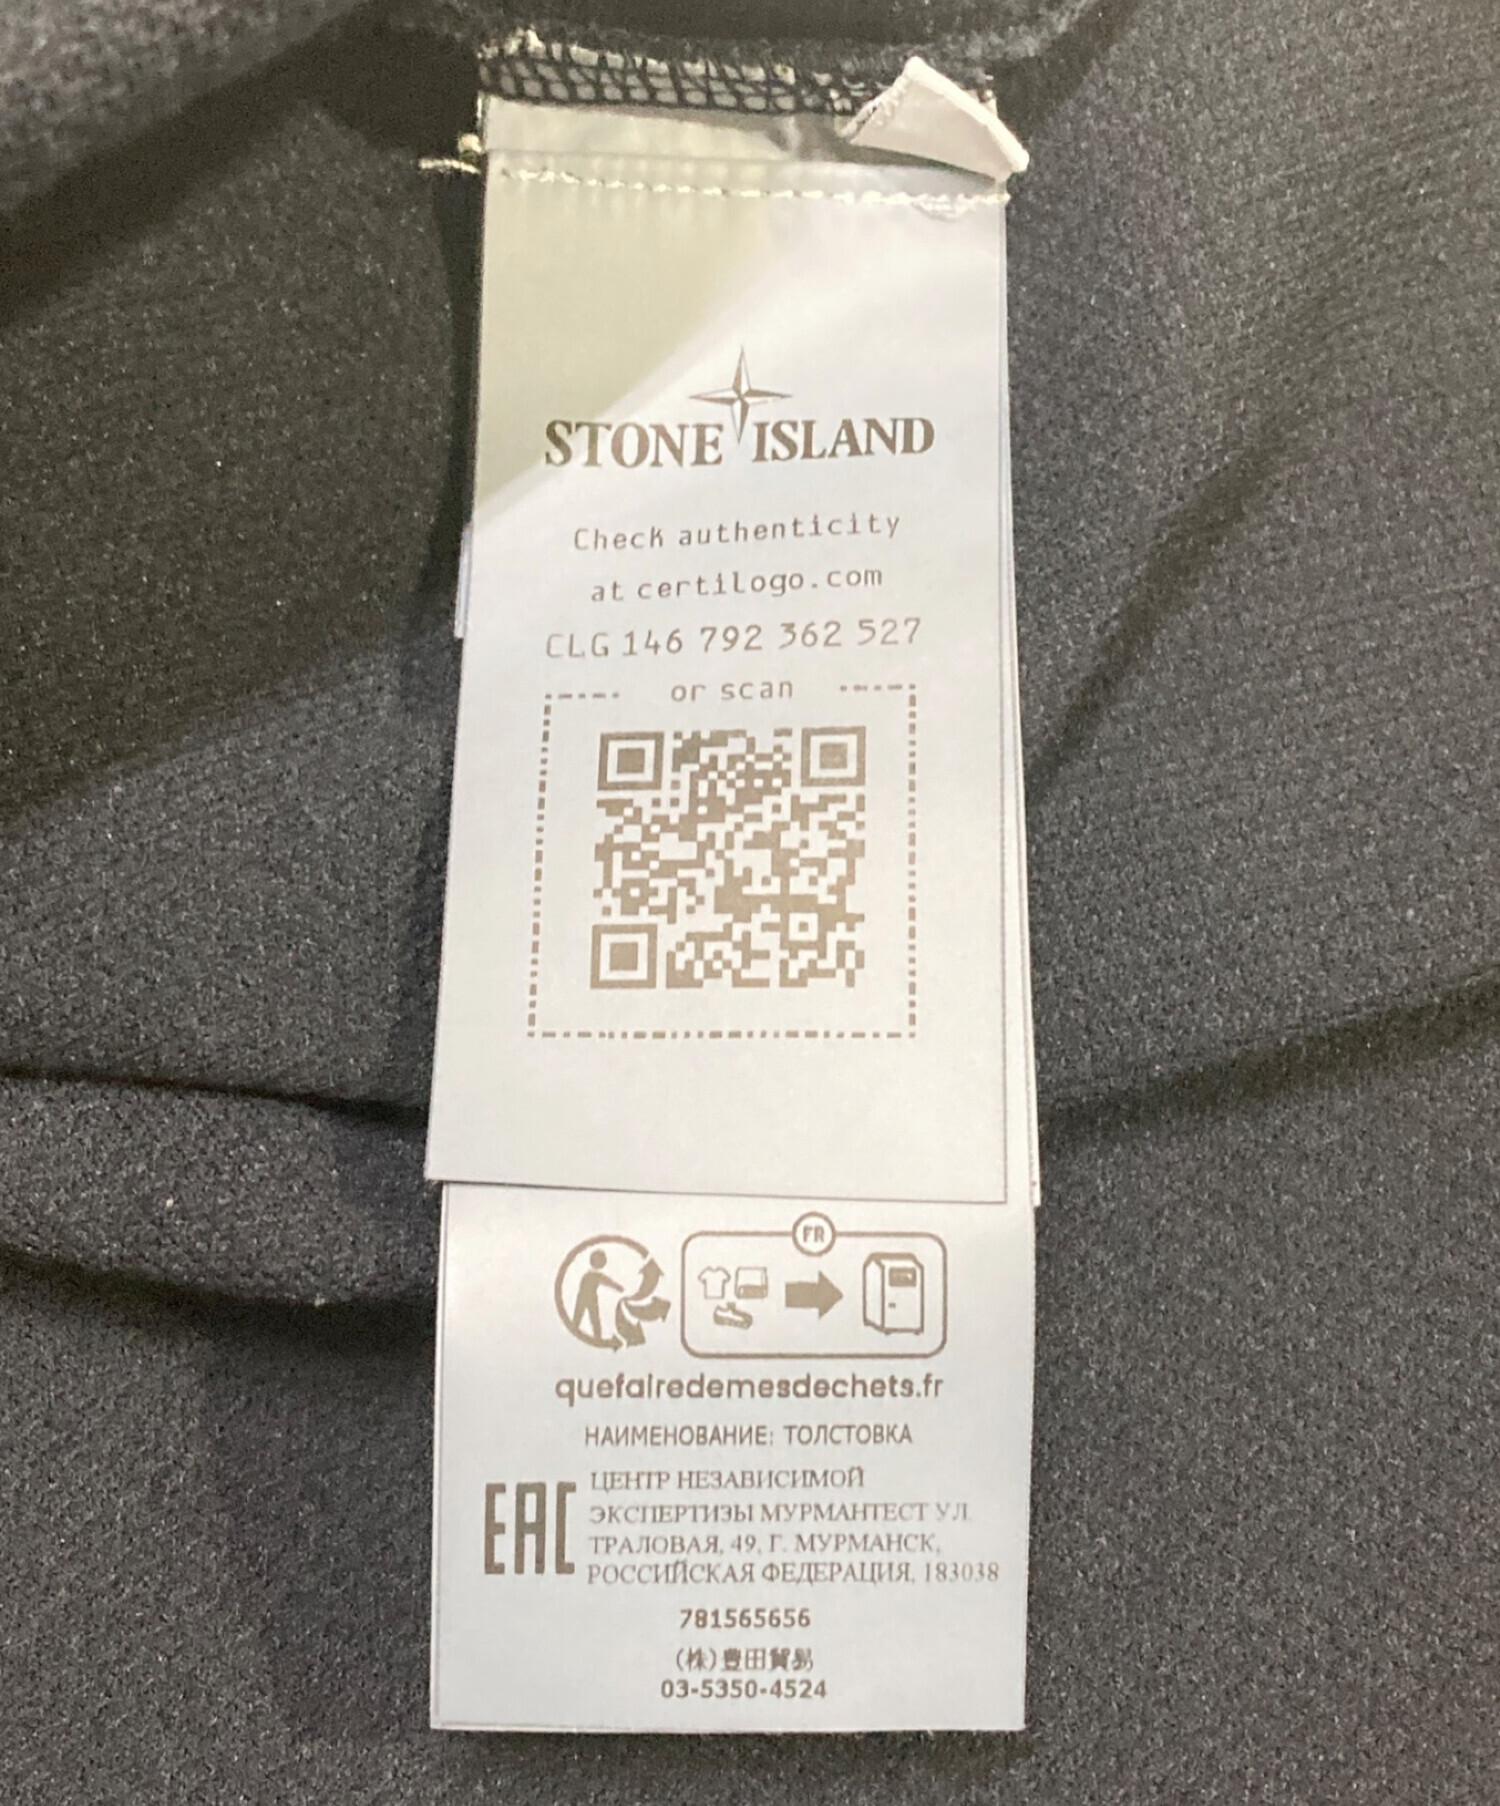 STONE ISLAND
Check authenticity
at certilogo.com
CLG 146 792 362 527
or scan
FR
quefairedemesdechets.fr
НАИМЕНОВАНИЕ: ТОЛСТОВКА
EAC
ЦЕНТР НЕЗАВИСИМОЙ
ЭКСПЕРТИЗЫ МУРМАНТЕСТ УЛ.
ТРАЛОВАЯ, 49, Г. МУРМАНСК,
РОССИЙСКАЯ ФЕДЕРАЦИЯ, 183038
781565656
(株)豊田貿易
03-5350-4524